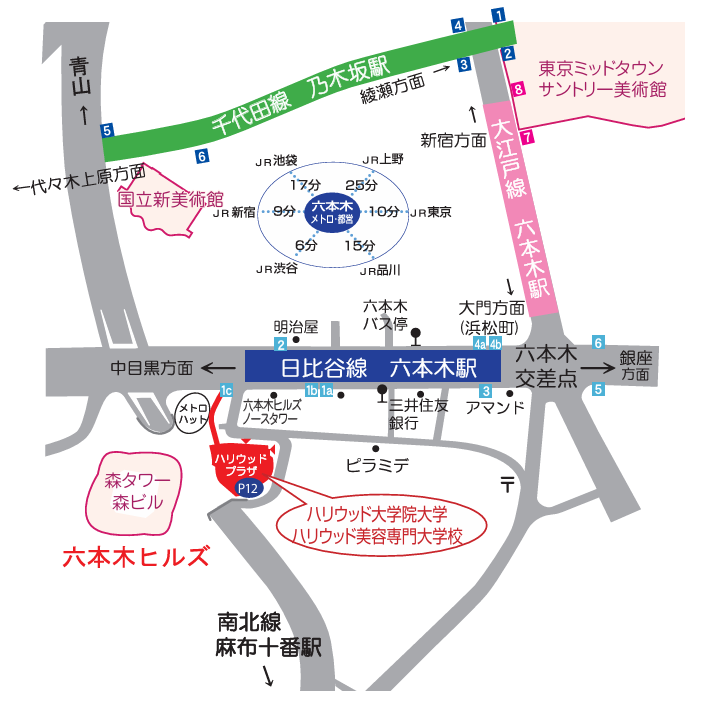 1
4
2
3
青山
千代田線 乃木坂駅
綾瀬方面
東京ミッドタウン
サントリー美術館
8
7
5
6
新宿方面
代々木上原方面
大江戸線 六本木駅
国立新美術館
JR池袋
JR上野
17分
25分
JR新宿
9分
六本木
メトロ・都営
10分
JR東京
6分
15分
JR渋谷
JR品川
六本木
バス停
大門方面
(浜松町)
明治屋
2
4a
4b
6
中目黒方面
日比谷線 六本木駅
六本木
交差点
銀座
方面
1c
1b
1a
3
5
メトロ
ハット
六本木ヒルズ
ノースタワー
三井住友
銀行
アマンド
ハリウッド
プラザ
P12
ピラミデ
〒
森タワー
森ビル
ハリウッド大学院大学
ハリウッド美容専門大学校
六本木ヒルズ
南北線
麻布十番駅